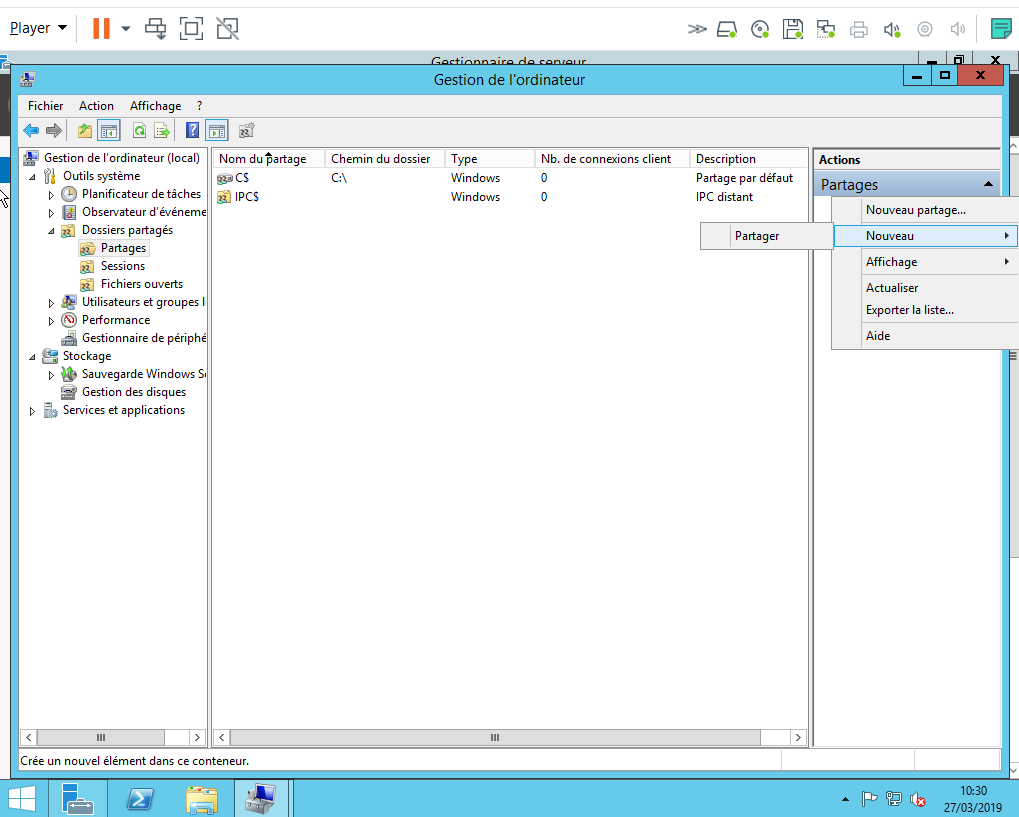 Player
Gestionnaire de serveur
Gestion de l'ordinateur
Fichier Action Affichage ?
Gestion de l'ordinateur (local)
Outils système
Planificateur de tâches
Observateur d'événeme
Dossiers partagés
Partages
Sessions
Fichiers ouverts
Utilisateurs et groupes l
Performance
Gestionnaire de périphé
Stockage
Sauvegarde Windows Se
Gestion des disques
Services et applications
Nom du partage Chemin du dossier Type Nb. de connexions client Description
C$ C:\ Windows 0 Partage par défaut
IPC$ Windows 0 IPC distant
Actions
Partages
Nouveau partage...
Partager Nouveau
Affichage
Actualiser
Exporter la liste...
Aide
Crée un nouvel élément dans ce conteneur.
10:30
27/03/2019